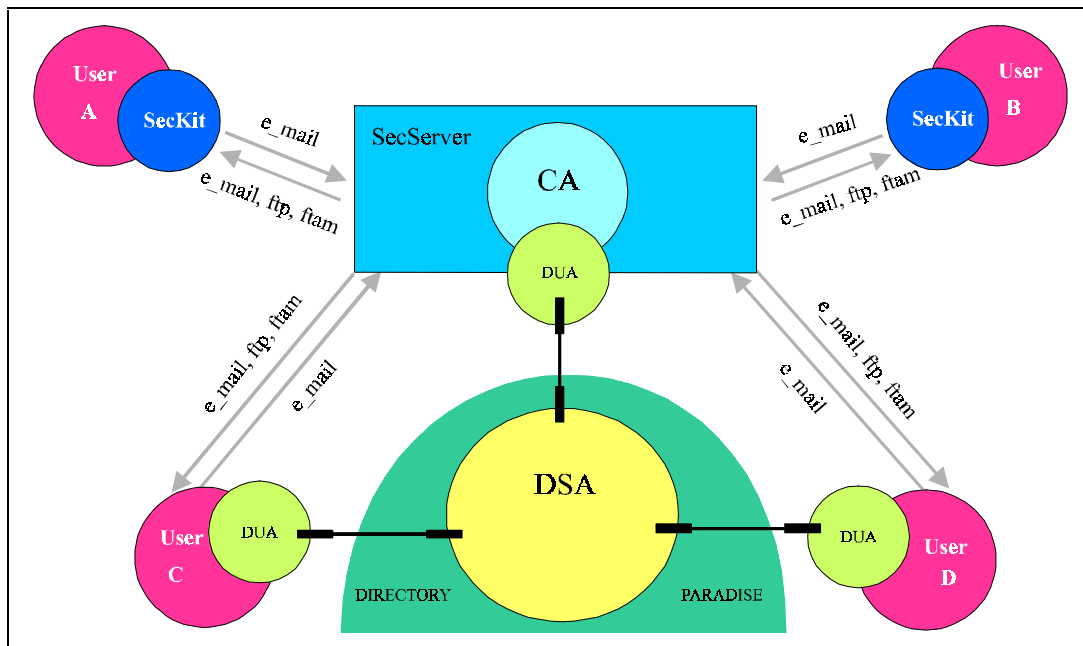 User
A
SecKit
e_mail
e_mail, ftp, ftam
SecServer
CA
DUA
User
B
SecKit
e_mail
e_mail, ftp, ftam
e_mail, ftp, ftam
e_mail
e_mail, ftp, ftam
e_mail
DSA
User
C
DUA
DIRECTORY
PARADISE
DUA
User
D